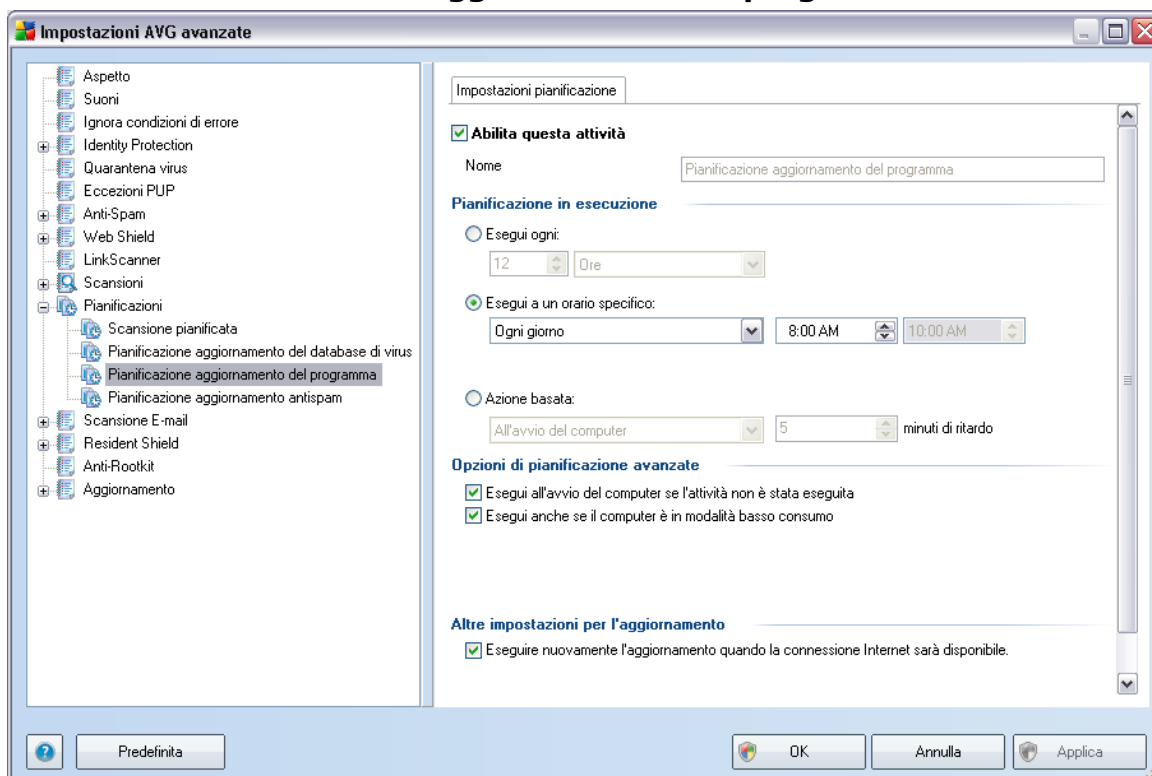 Impostazioni AVG avanzate
Aspetto
Suoni
Ignora condizioni di errore
Identity Protection
Quarantena virus
Eccezioni PUP
Anti-Spam
Web Shield
LinkScanner
Scansioni
Pianificazioni
Scansione pianificata
Pianificazione aggiornamento del database di virus
Pianificazione aggiornamento del programma
Pianificazione aggiornamento antispam
Scansione E-mail
Resident Shield
Anti-Rootkit
Aggiornamento
Impostazioni pianificazione
Abilita questa attività
Nome Pianificazione aggiornamento del programma
Pianificazione in esecuzione
Esegui ogni:
12 Ore
Esegui a un orario specifico:
Ogni giorno 8:00 AM 10:00 AM
Azione basata:
All'avvio del computer 5 minuti di ritardo
Opzioni di pianificazione avanzate
Esegui all'avvio del computer se l'attività non è stata eseguita
Esegui anche se il computer è in modalità basso consumo
Altre impostazioni per l'aggiornamento
Eseguire nuovamente l'aggiornamento quando la connessione Internet sarà disponibile.
Predefinita OK Annulla Applica